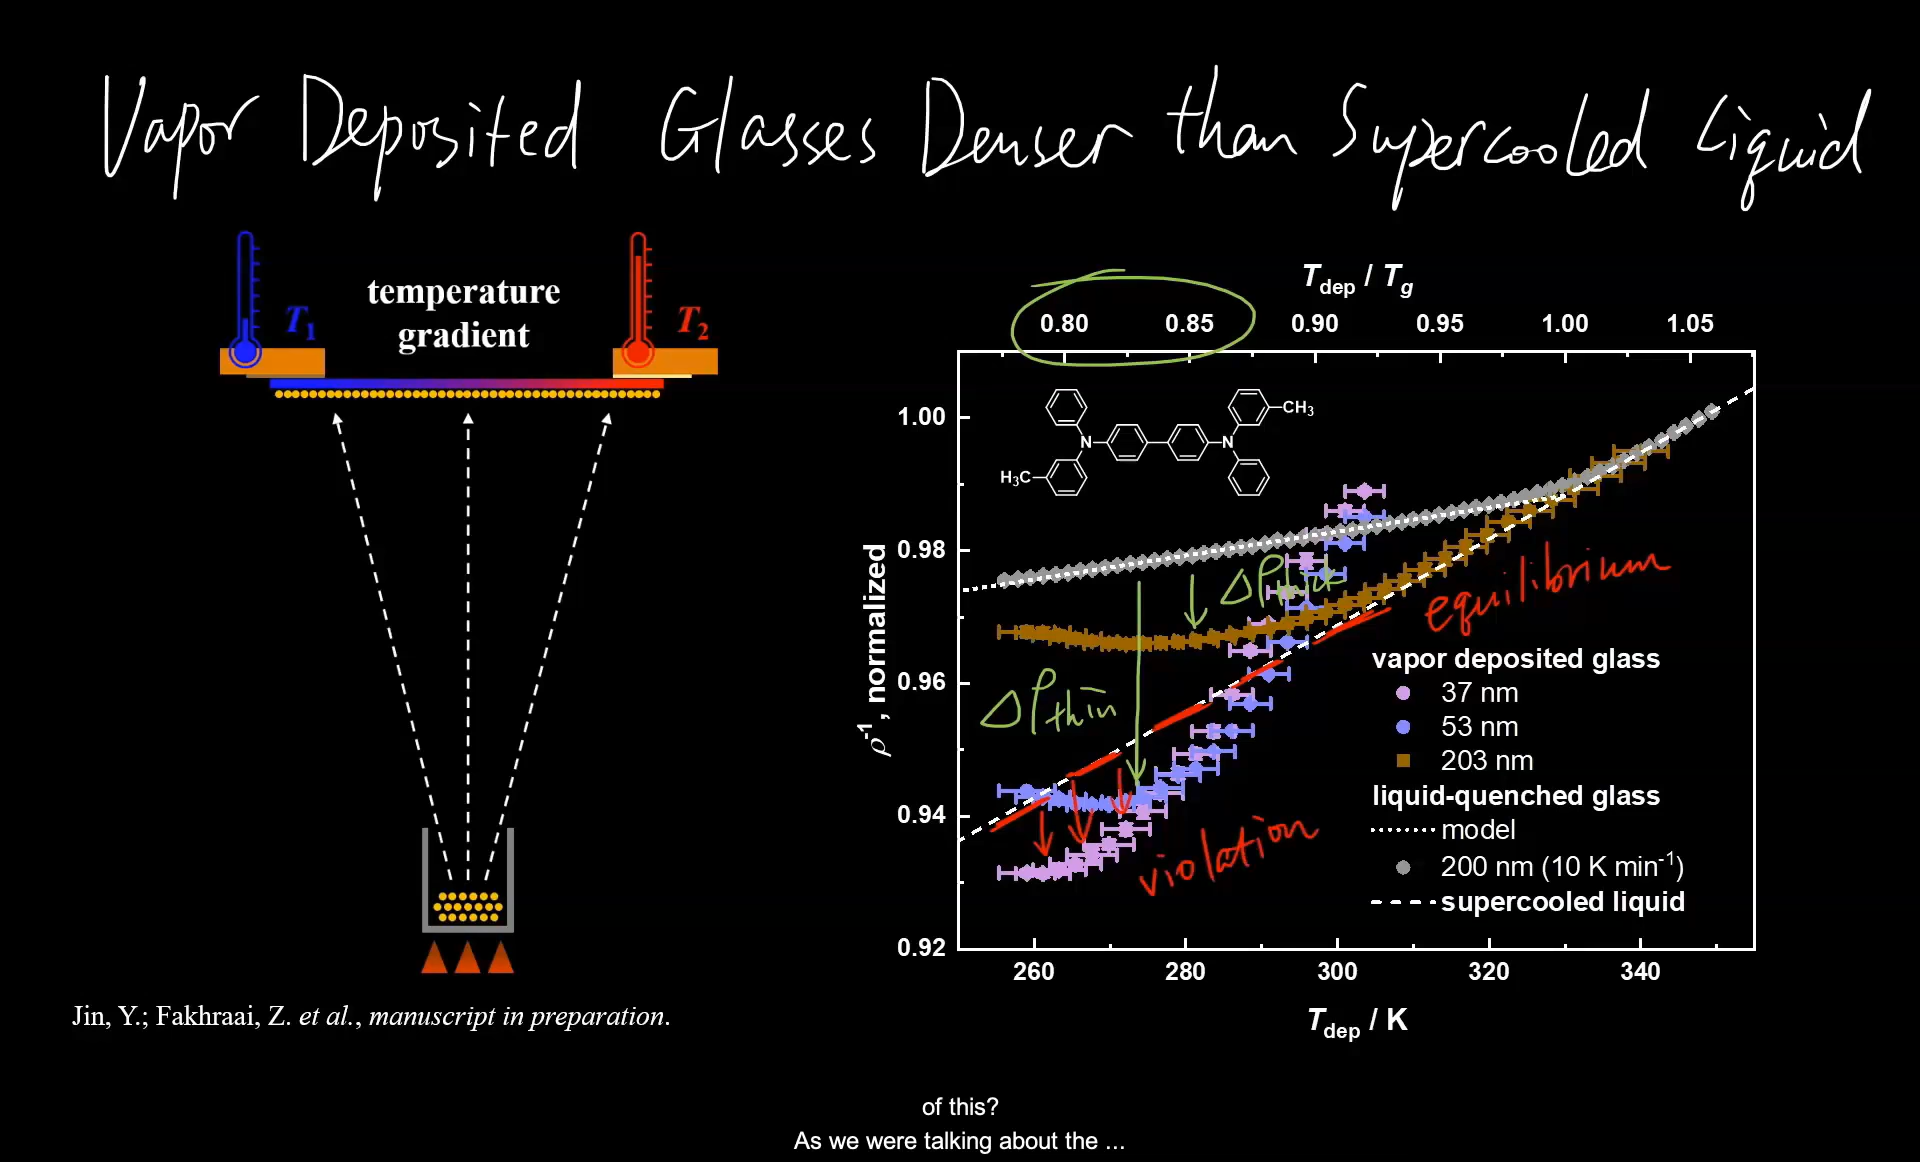 Vapor Deposited Glasses Denser than Supercooled Liquid
T1
temperature
gradient
T2
Tdep / Tg
0.80 0.85 0.90 0.95 1.00 1.05
1.00
0.98
0.96
0.94
0.92
ρ-1, normalized
CH3
N
N
H3C
Δρthick
Δρthin
equilibrium
violation
vapor deposited glass
37 nm
53 nm
203 nm
liquid-quenched glass
model
200 nm (10 K min-1)
supercooled liquid
260 280 300 320 340
Tdep / K
Jin, Y.; Fakhraai, Z. et al., manuscript in preparation.
of this?
As we were talking about the ...